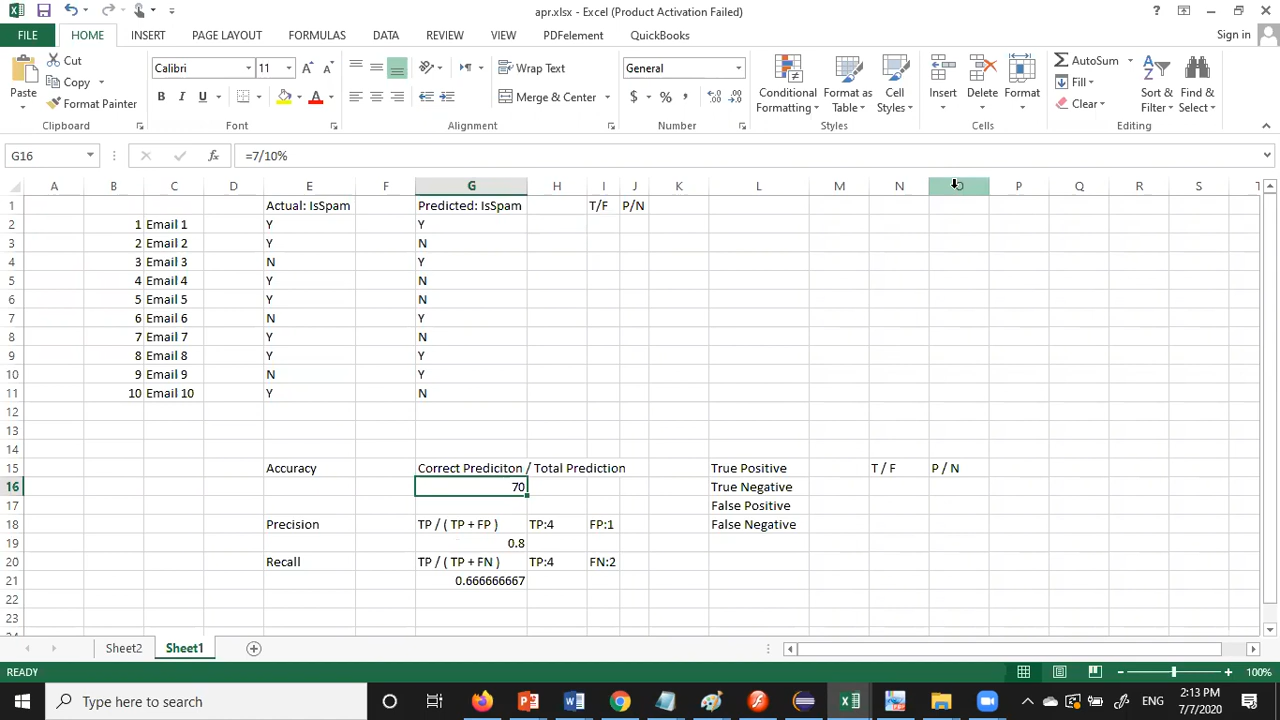 apr.xlsx - Excel (Product Activation Failed)
FILE HOME INSERT PAGE LAYOUT FORMULAS DATA REVIEW VIEW PDFelement QuickBooks Sign in
Paste Cut Copy Format Painter Clipboard
Calibri 11 B I U A Font
Wrap Text Merge & Center Alignment
General $ % , Number
Conditional Formatting Format as Table Cell Styles Styles
Insert Delete Format Cells
AutoSum Fill Clear Sort & Filter Find & Select Editing
G16 fx =7/10%
A B C D E F G H I J K L M N P Q R S T
1 Actual: IsSpam Predicted: IsSpam T/F P/N
2 1 Email 1 Y Y
3 2 Email 2 Y N
4 3 Email 3 N Y
5 4 Email 4 Y N
6 5 Email 5 Y N
7 6 Email 6 N Y
8 7 Email 7 Y N
9 8 Email 8 Y Y
10 9 Email 9 N Y
11 10 Email 10 Y N
12
13
14
15 Accuracy Correct Prediciton / Total Prediction True Positive T / F P / N
16 70 True Negative
17 False Positive
18 Precision TP / ( TP + FP ) TP:4 FP:1 False Negative
19 0.8
20 Recall TP / ( TP + FN ) TP:4 FN:2
21 0.666666667
22
23
Sheet2 Sheet1
READY 100%
Type here to search ENG 2:13 PM
7/7/2020